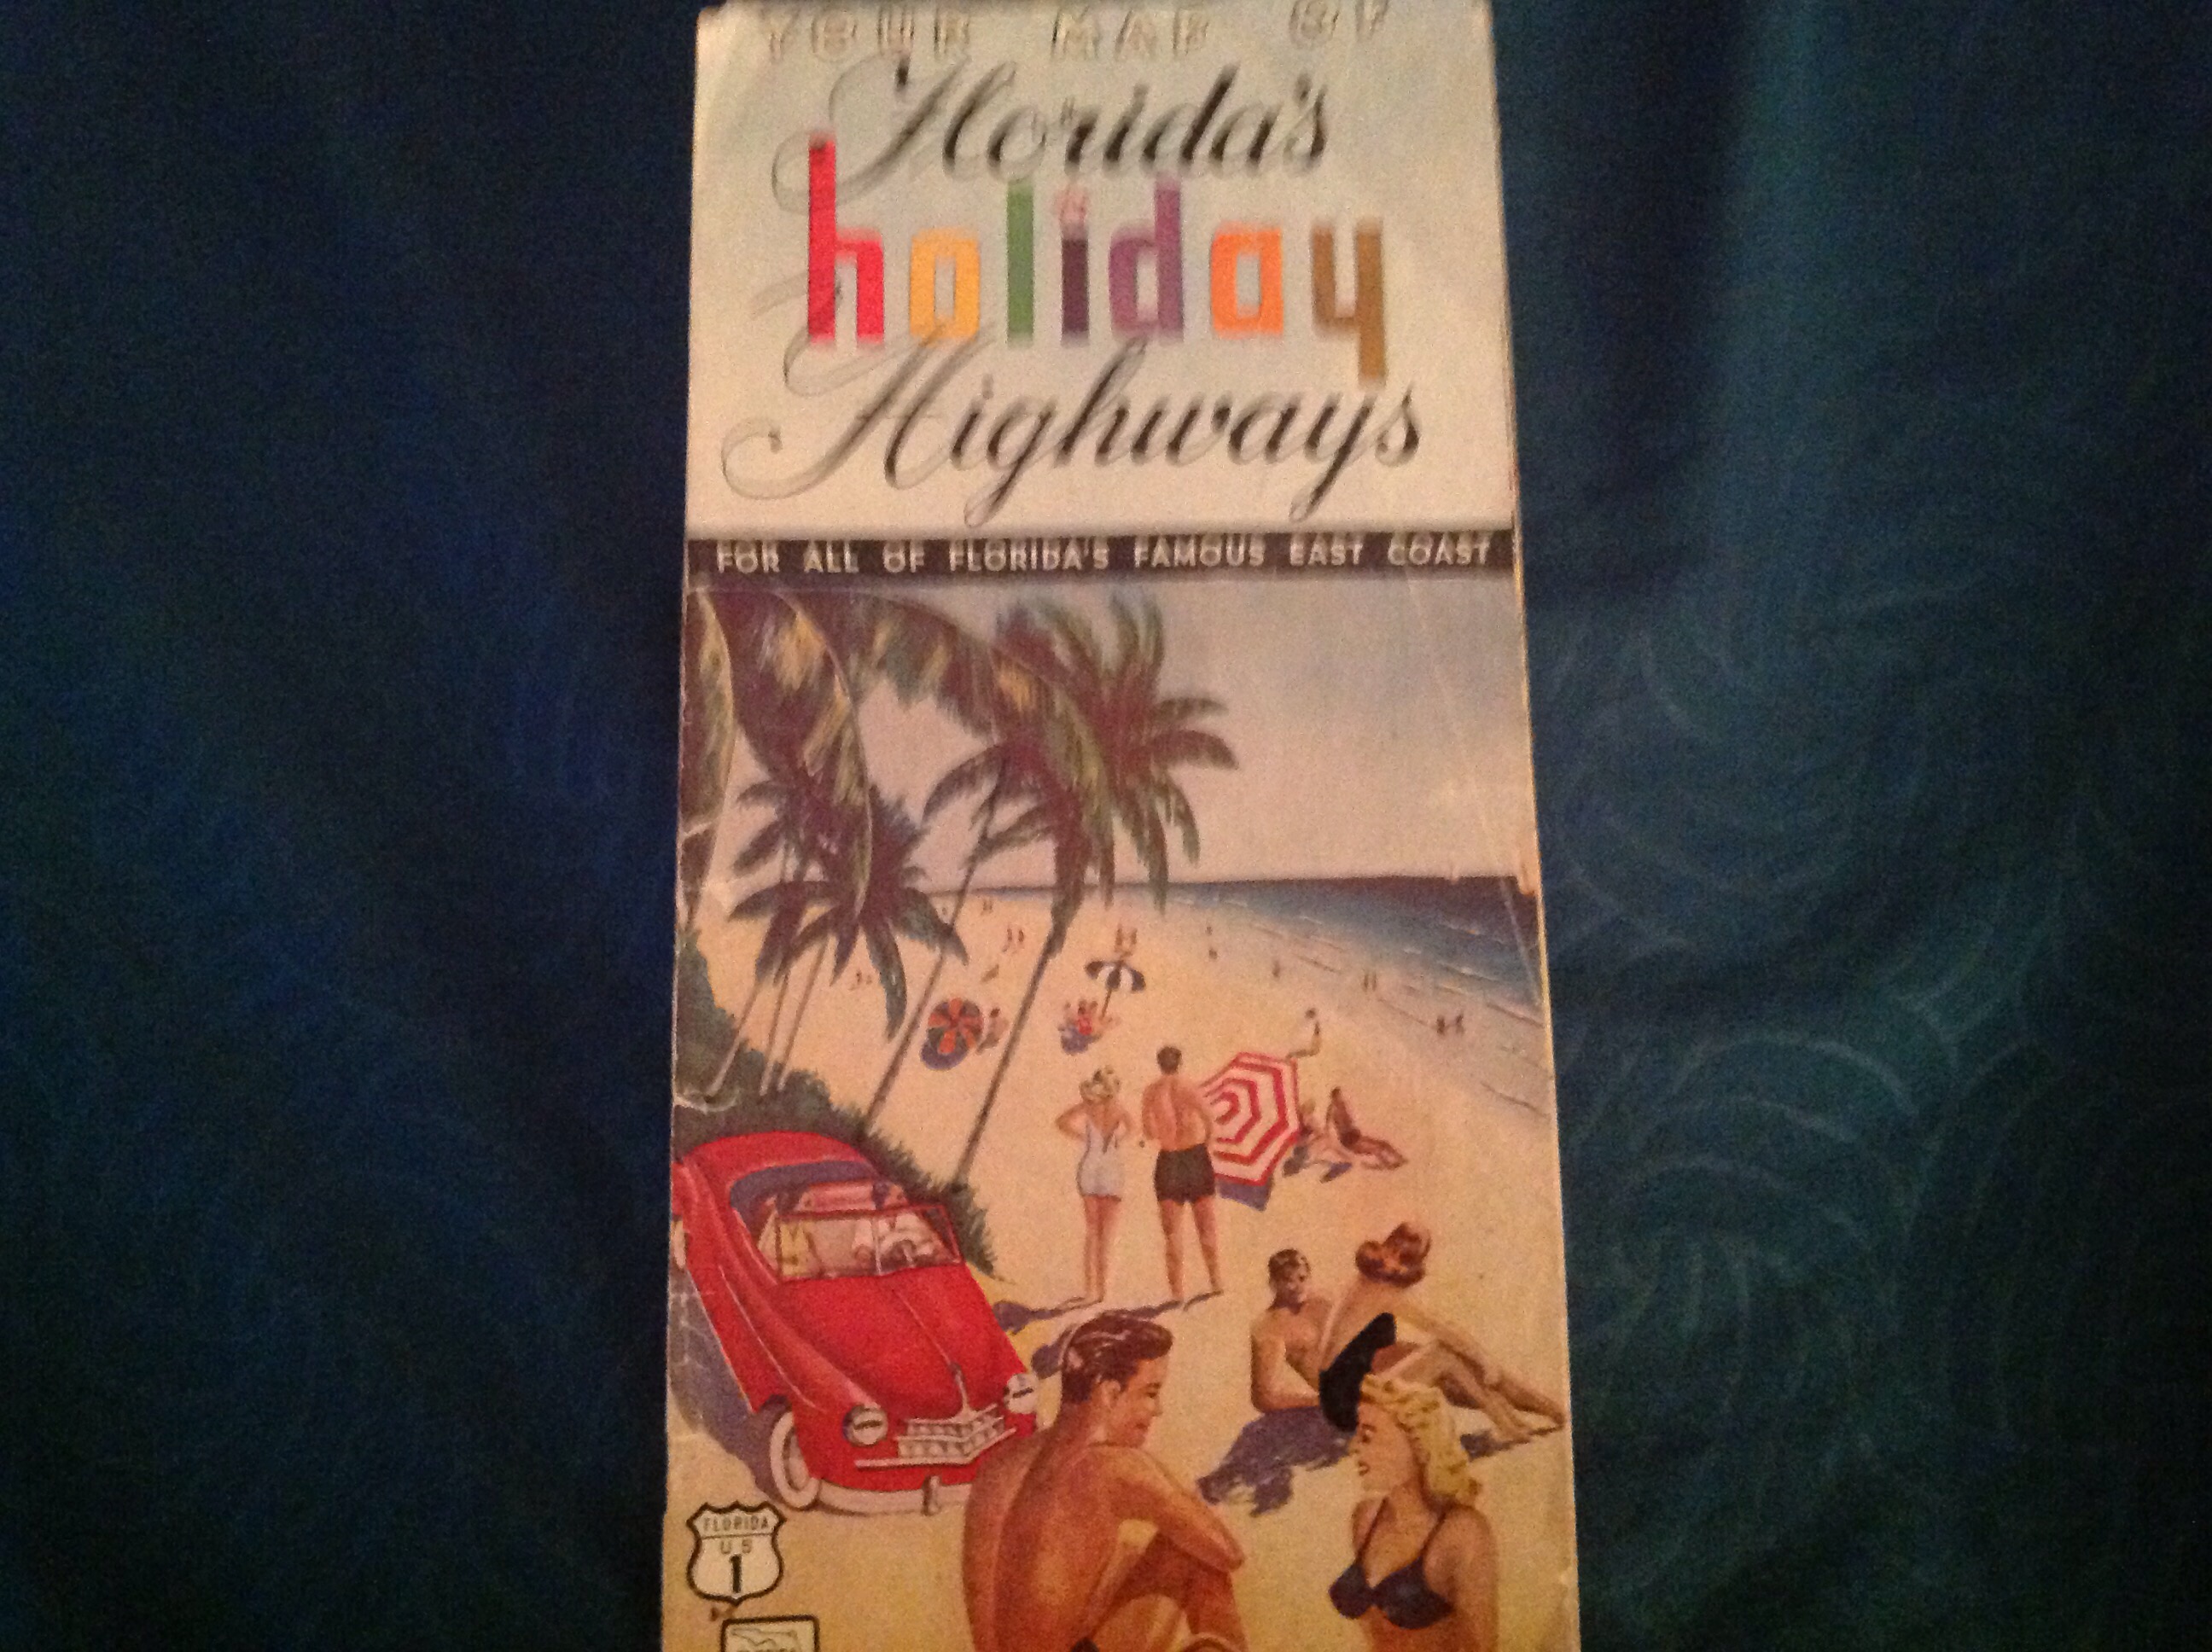 YOUR MAP OF
Florida's
holiday
Highways
FOR ALL OF FLORIDA'S FAMOUS EAST COAST
FLORIDA
U S
1